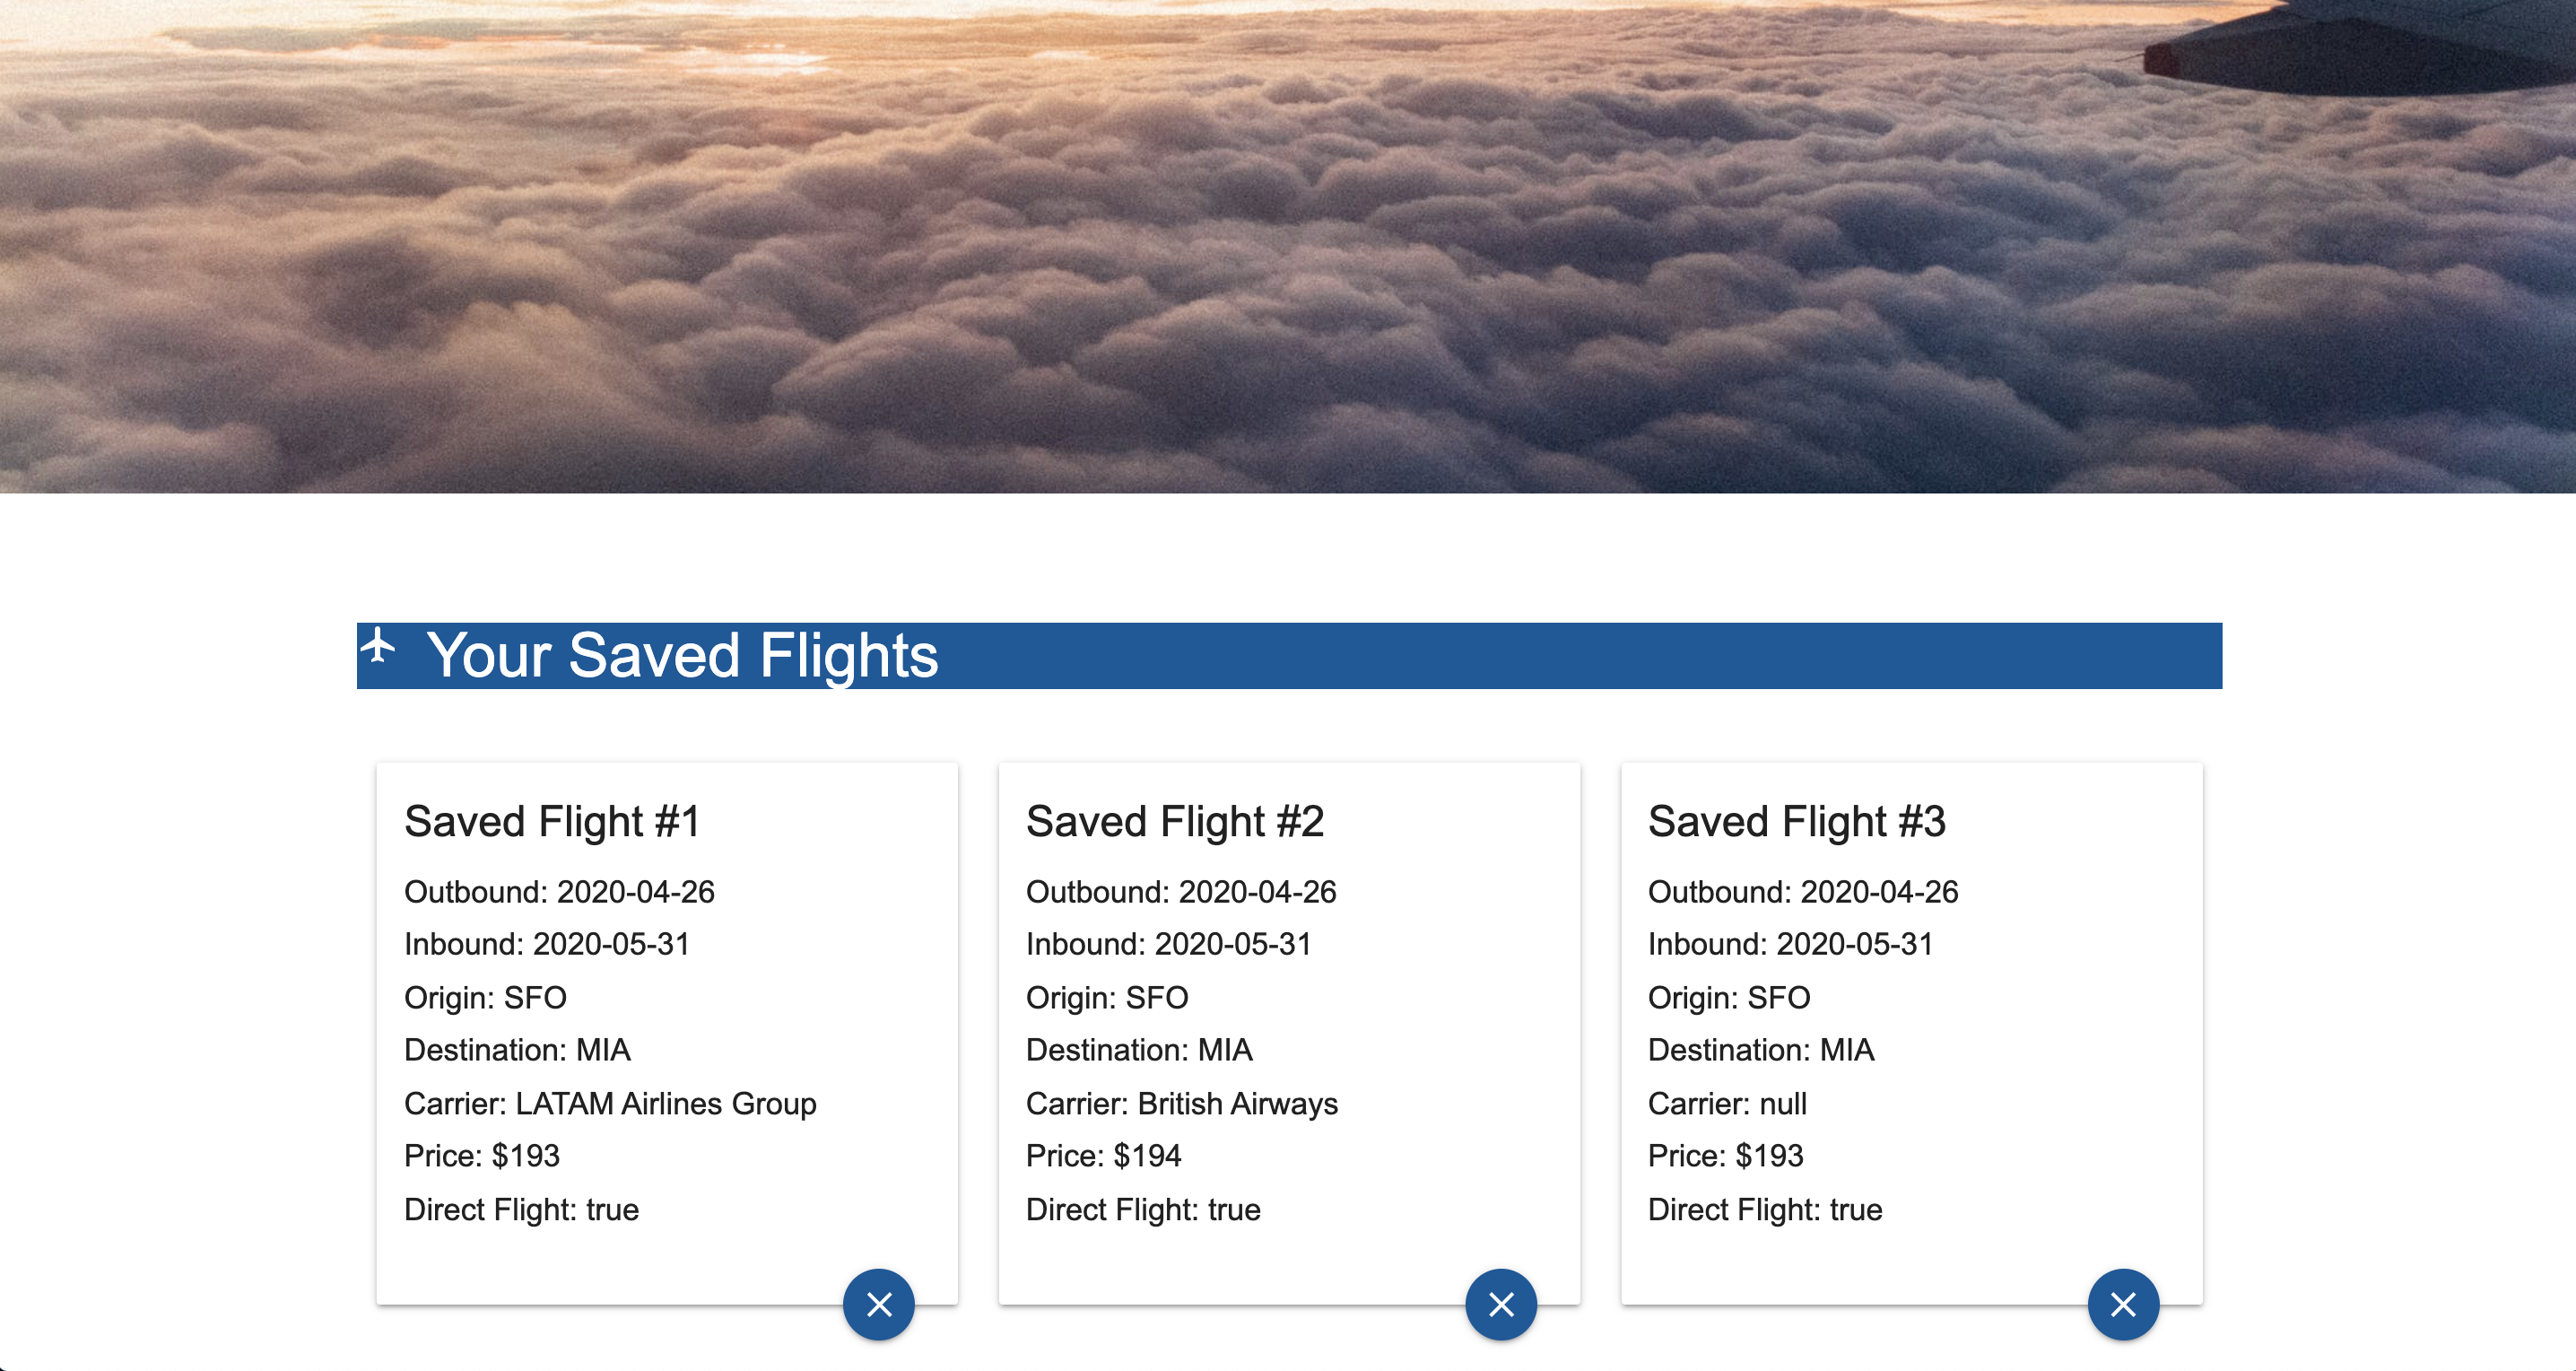 Your Saved Flights
Saved Flight #1
Outbound: 2020-04-26
Inbound: 2020-05-31
Origin: SFO
Destination: MIA
Carrier: LATAM Airlines Group
Price: $193
Direct Flight: true
Saved Flight #2
Outbound: 2020-04-26
Inbound: 2020-05-31
Origin: SFO
Destination: MIA
Carrier: British Airways
Price: $194
Direct Flight: true
Saved Flight #3
Outbound: 2020-04-26
Inbound: 2020-05-31
Origin: SFO
Destination: MIA
Carrier: null
Price: $193
Direct Flight: true